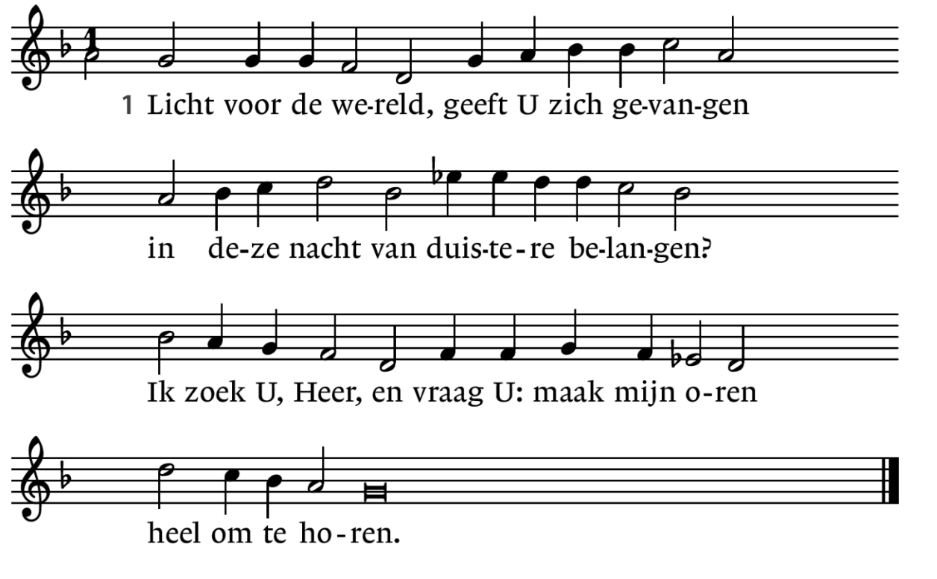 1
1 Licht voor de we-reld, geeft U zich ge-van-gen
in de-ze nacht van duis-te-re be-lan-gen?
Ik zoek U, Heer, en vraag U: maak mijn o-ren
heel om te ho-ren.